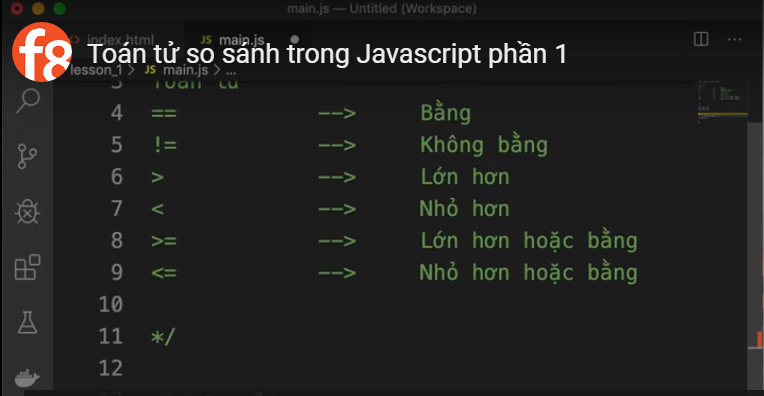 main.js — Untitled (Workspace)
index.html
JS main.js
f8
Toán tử so sánh trong Javascript phần 1
lesson_1 > JS main.js > ...
3 Toán tử
4 == --> Bằng
5 != --> Không bằng
6 > --> Lớn hơn
7 < --> Nhỏ hơn
8 >= --> Lớn hơn hoặc bằng
9 <= --> Nhỏ hơn hoặc bằng
10
11 */
12